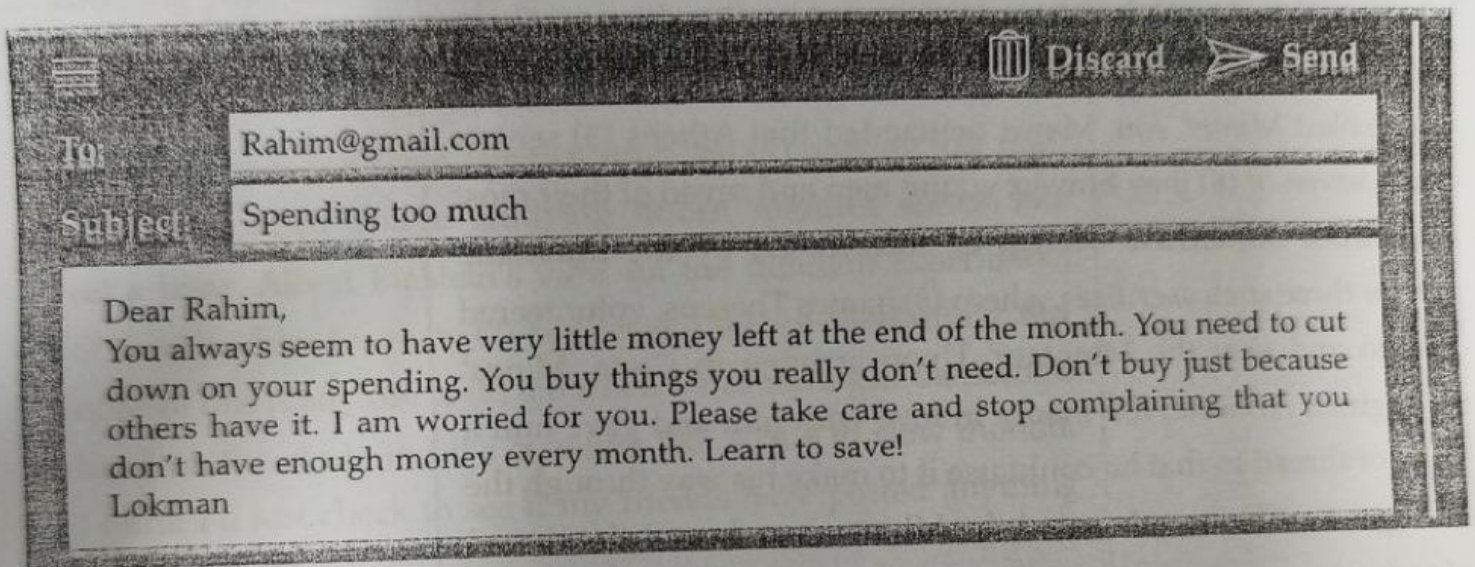 Discard Send
To: Rahim@gmail.com
Subject: Spending too much
Dear Rahim,
You always seem to have very little money left at the end of the month. You need to cut
down on your spending. You buy things you really don't need. Don't buy just because
others have it. I am worried for you. Please take care and stop complaining that you
don't have enough money every month. Learn to save!
Lokman